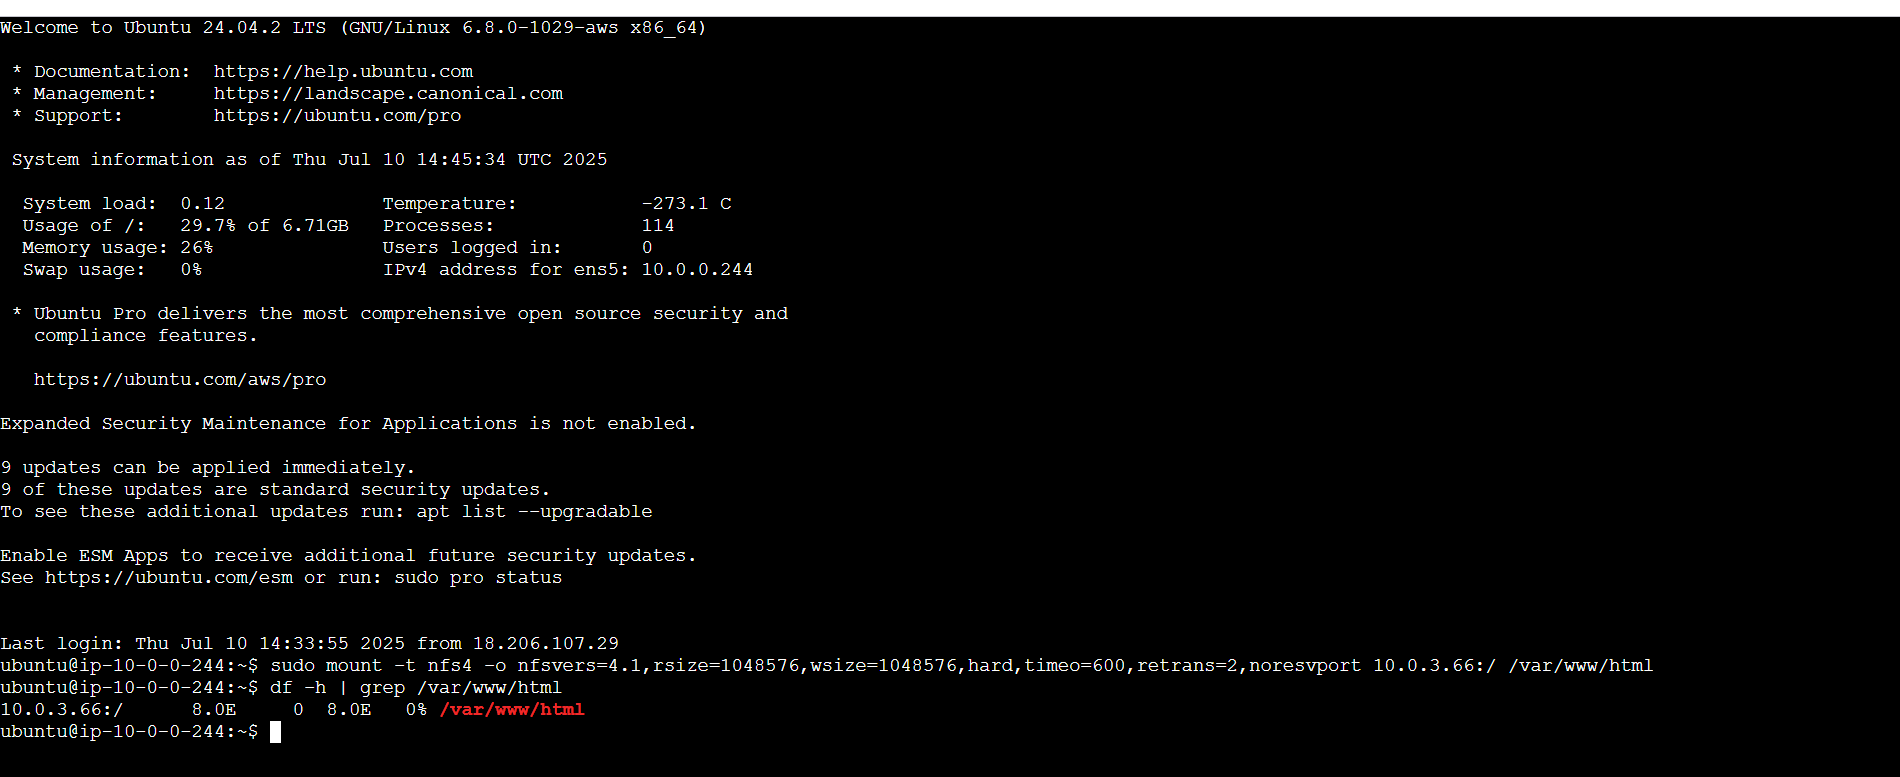 Welcome to Ubuntu 24.04.2 LTS (GNU/Linux 6.8.0-1029-aws x86_64)
* Documentation:  https://help.ubuntu.com
* Management:     https://landscape.canonical.com
* Support:        https://ubuntu.com/pro
System information as of Thu Jul 10 14:45:34 UTC 2025
System load:  0.12              Temperature:           -273.1 C
Usage of /:   29.7% of 6.71GB   Processes:             114
Memory usage: 26%               Users logged in:       0
Swap usage:   0%                IPv4 address for ens5: 10.0.0.244
* Ubuntu Pro delivers the most comprehensive open source security and
compliance features.
https://ubuntu.com/aws/pro
Expanded Security Maintenance for Applications is not enabled.
9 updates can be applied immediately.
9 of these updates are standard security updates.
To see these additional updates run: apt list --upgradable
Enable ESM Apps to receive additional future security updates.
See https://ubuntu.com/esm or run: sudo pro status
Last login: Thu Jul 10 14:33:55 2025 from 18.206.107.29
ubuntu@ip-10-0-0-244:~$ sudo mount -t nfs4 -o nfsvers=4.1,rsize=1048576,wsize=1048576,hard,timeo=600,retrans=2,noresvport 10.0.3.66:/ /var/www/html
ubuntu@ip-10-0-0-244:~$ df -h | grep /var/www/html
10.0.3.66:/      8.0E     0  8.0E   0% /var/www/html
ubuntu@ip-10-0-0-244:~$